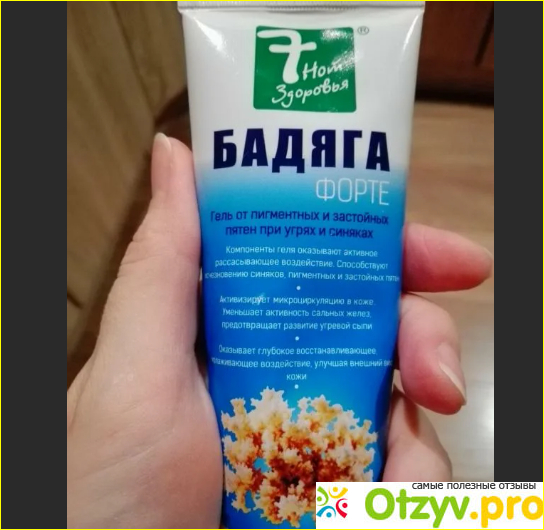 7
Нот
Здоровья
®
БАДЯГА
ФОРТЕ
Гель от пигментных и застойных
пятен при угрях и синяках
Компоненты геля оказывают активное
рассасывающее воздействие. Способствуют
синяков, пигментных и застойных
Активизирует микроциркуляцию в коже.
Уменьшает активность сальных желез,
предотвращает развитие угревой сыпи
Оказывает глубокое восстанавливающее,
воздействие, улучшая внешний
кожи
самые полезные отзывы
Otzyv.pro